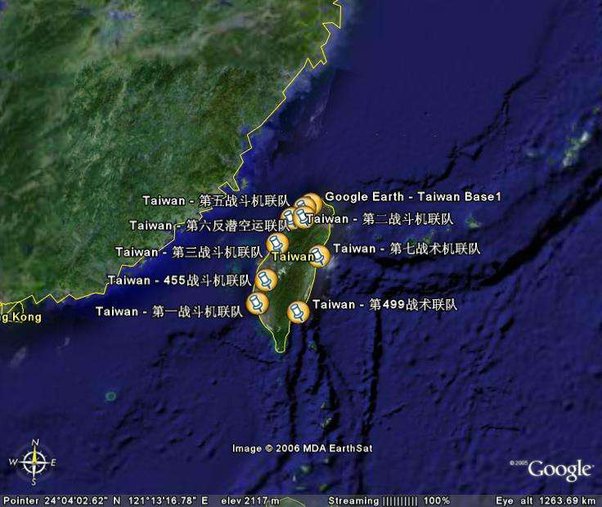 Taiwan - 第五战斗机联队
Google Earth - Taiwan Base1
Taiwan - 第六反潜空运联队
Taiwan - 第二战斗机联队
Taiwan - 第三战斗机联队
Taiwan
Taiwan - 第七战术机联队
Taiwan - 455战斗机联队
Taiwan - 第一战斗机联队
Taiwan - 第499战术联队
ng Kong
Image © 2006 MDA EarthSat
N
W
E
S
© 2005 Google™
Pointer 24°04'02.62" N 121°13'16.78" E elev 2117 m Streaming |||||||||| 100% Eye alt 1263.69 km